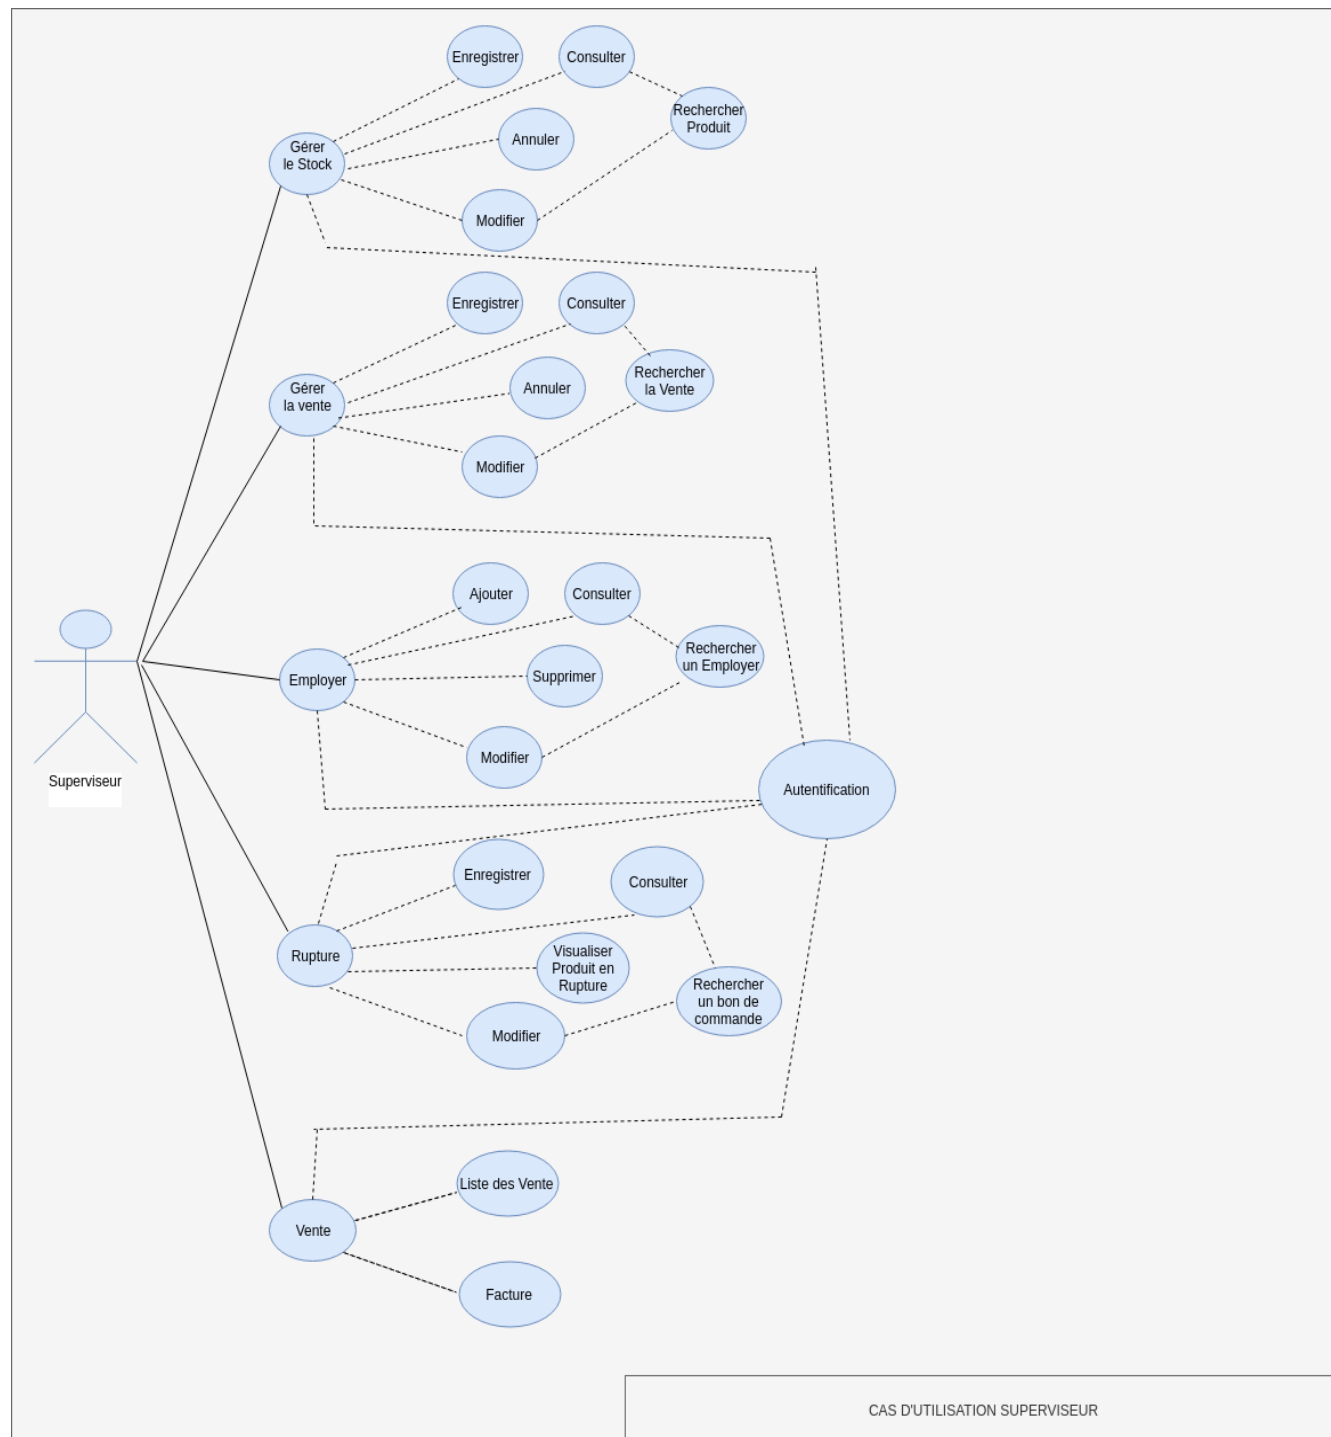 Enregistrer
Consulter
Rechercher
Produit
Annuler
Gérer
le Stock
Modifier
Enregistrer
Consulter
Rechercher
la Vente
Gérer
la vente
Annuler
Modifier
Ajouter
Consulter
Rechercher
un Employer
Employer
Supprimer
Modifier
Superviseur
Autentification
Enregistrer
Consulter
Rupture
Visualiser
Produit en
Rupture
Rechercher
un bon de
commande
Modifier
Liste des Vente
Vente
Facture
CAS D'UTILISATION SUPERVISEUR